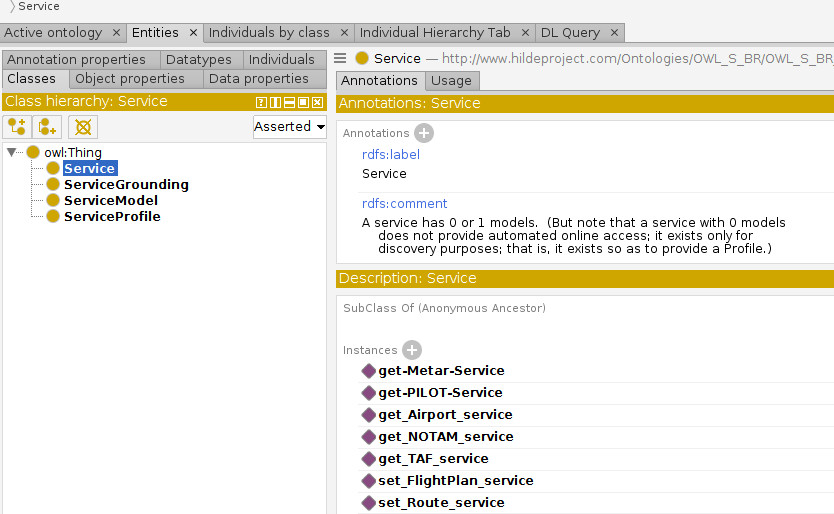 Service
Active ontology × Entities × Individuals by class × Individual Hierarchy Tab × DL Query ×
Annotation properties Datatypes Individuals
Classes Object properties Data properties
Class hierarchy: Service
Asserted
owl:Thing
Service
ServiceGrounding
ServiceModel
ServiceProfile
Service — http://www.hildeproject.com/Ontologies/OWL_S_BR/OWL_S_BR
Annotations Usage
Annotations: Service
Annotations
rdfs:label
Service
rdfs:comment
A service has 0 or 1 models. (But note that a service with 0 models
does not provide automated online access; it exists only for
discovery purposes; that is, it exists so as to provide a Profile.)
Description: Service
SubClass Of (Anonymous Ancestor)
Instances
get-Metar-Service
get-PILOT-Service
get_Airport_service
get_NOTAM_service
get_TAF_service
set_FlightPlan_service
set_Route_service